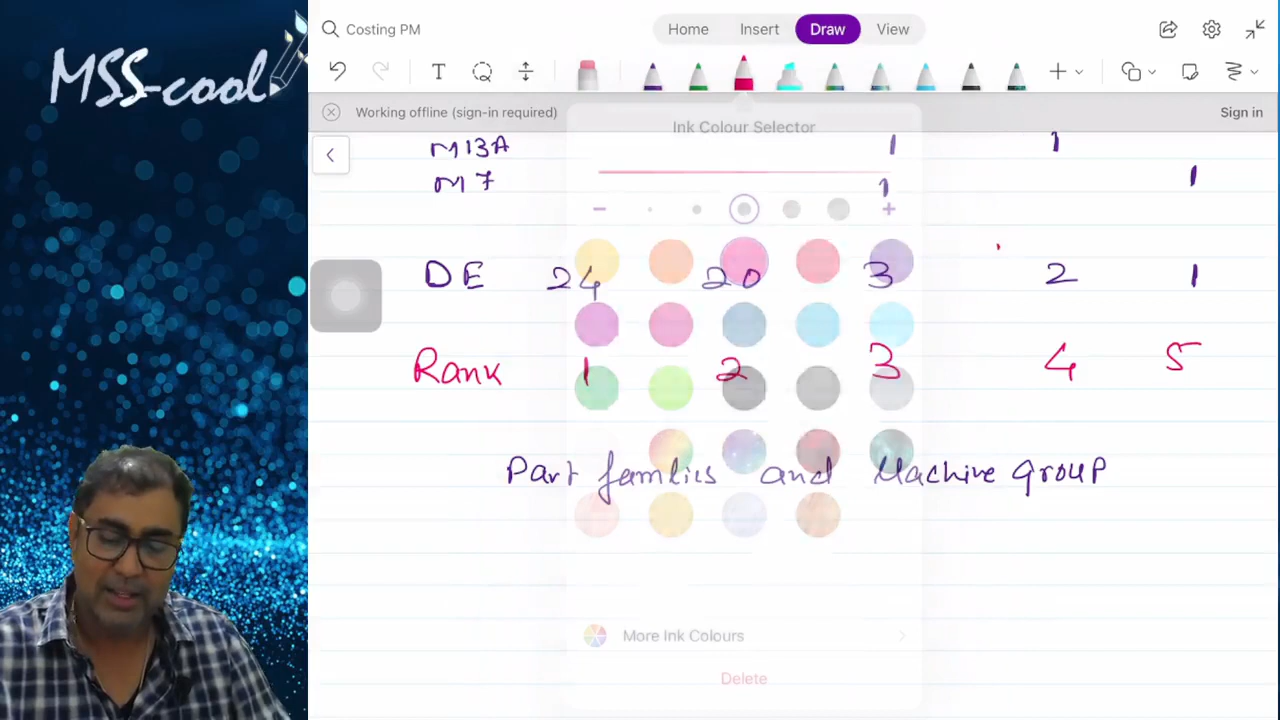 MSS-cool
Costing PM
Home Insert Draw View
Working offline (sign-in required) Sign in
Ink Colour Selector
M13A 1 1
M7 1 1
DE 24 20 3 2 1
Rank 1 2 3 4 5
Part families and Machine group
More Ink Colours
Delete